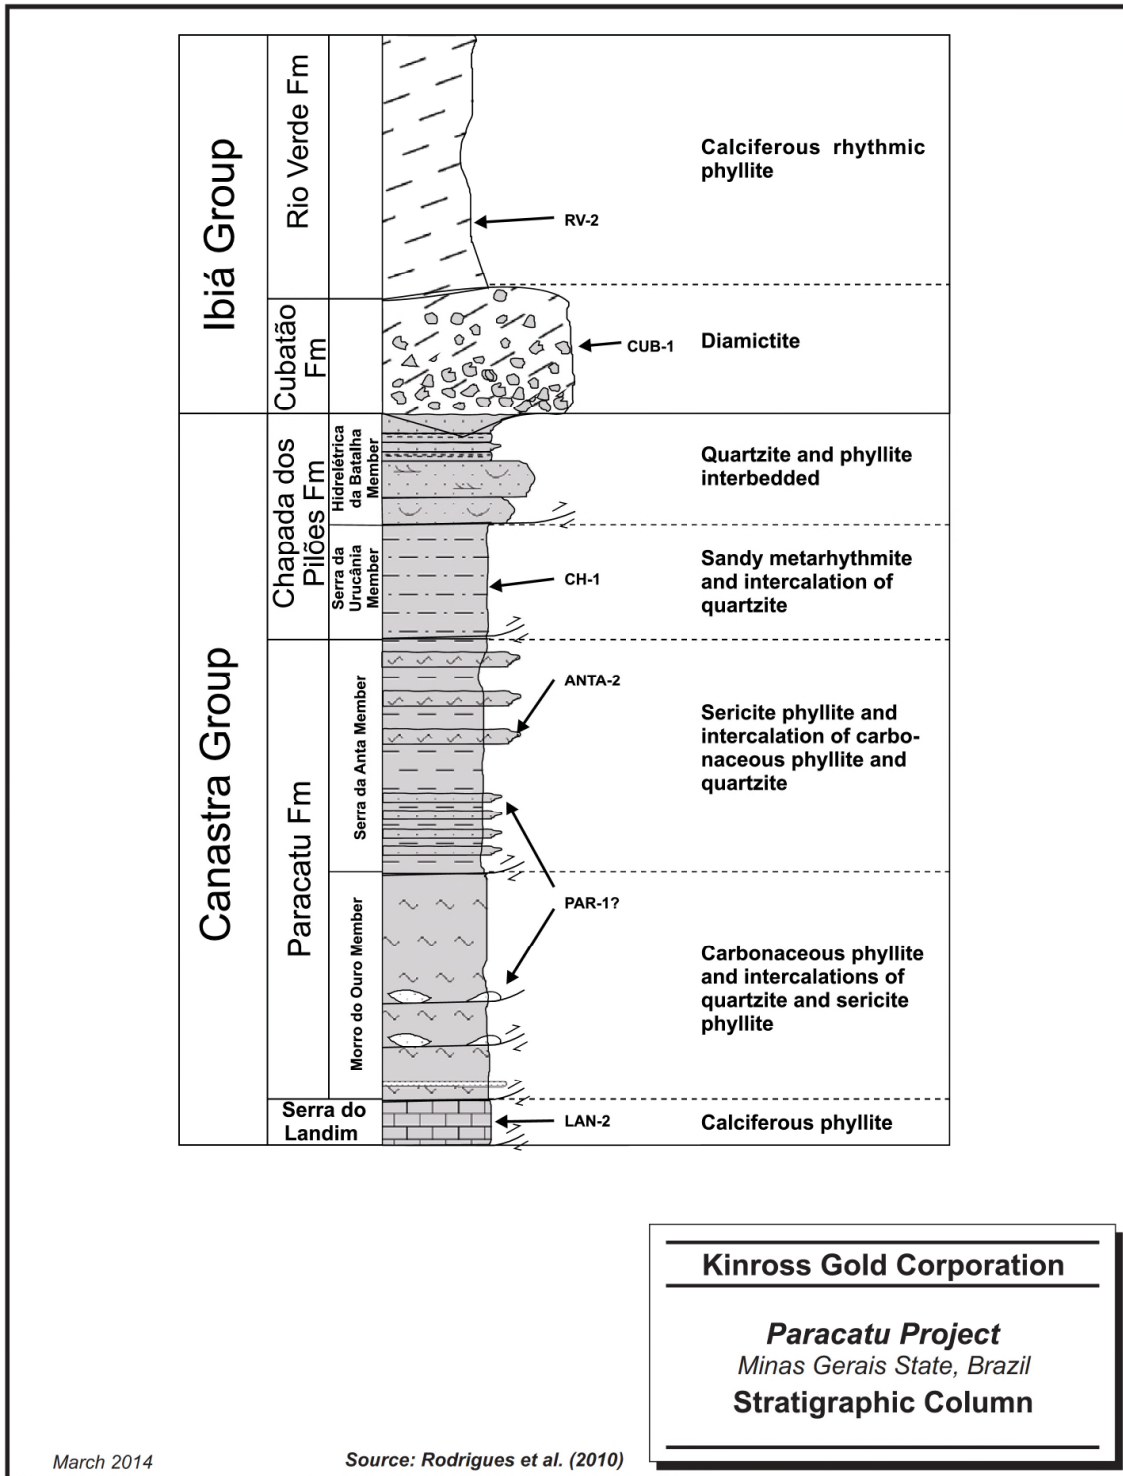 Ibiá Group
Rio Verde Fm
Calciferous rhythmic
phyllite
RV-2
Cubatão
Fm
CUB-1
Diamictite
Canastra Group
Chapada dos
Pilões Fm
Hidrelétrica
da Batalha
Member
Quartzite and phyllite
interbedded
Serra da
Urucânia
Member
CH-1
Sandy metarhythmite
and intercalation of
quartzite
Paracatu Fm
Serra da Anta Member
ANTA-2
Sericite phyllite and
intercalation of carbo-
naceous phyllite and
quartzite
PAR-1?
Morro do Ouro Member
Carbonaceous phyllite
and intercalations of
quartzite and sericite
phyllite
Serra do
Landim
LAN-2
Calciferous phyllite
Kinross Gold Corporation
Paracatu Project
Minas Gerais State, Brazil
Stratigraphic Column
March 2014
Source: Rodrigues et al. (2010)